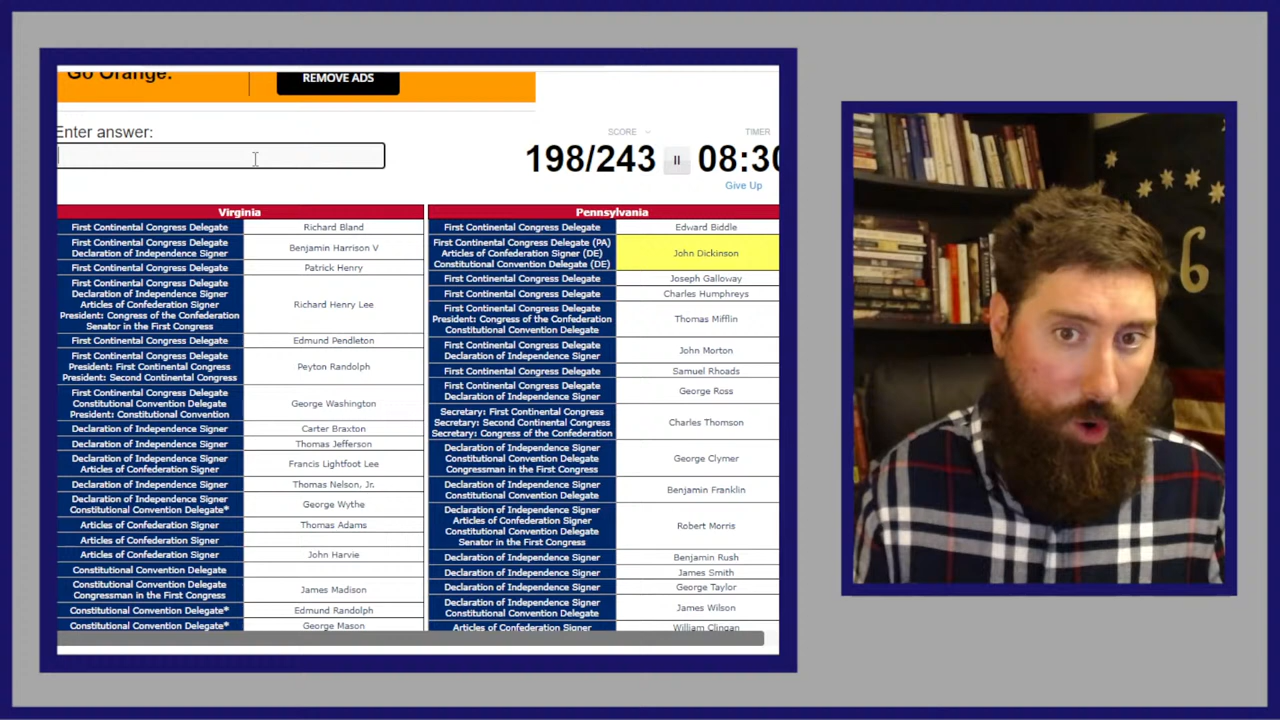 Go Orange.
REMOVE ADS
Enter answer:
SCORE
TIMER
198/243
08:30
Give Up
Virginia
First Continental Congress Delegate
Richard Bland
First Continental Congress Delegate
Declaration of Independence Signer
Benjamin Harrison V
First Continental Congress Delegate
Patrick Henry
First Continental Congress Delegate
Declaration of Independence Signer
Articles of Confederation Signer
President: Congress of the Confederation
Senator in the First Congress
Richard Henry Lee
First Continental Congress Delegate
Edmund Pendleton
First Continental Congress Delegate
President: First Continental Congress
President: Second Continental Congress
Peyton Randolph
First Continental Congress Delegate
Constitutional Convention Delegate
President: Constitutional Convention
George Washington
Declaration of Independence Signer
Carter Braxton
Declaration of Independence Signer
Thomas Jefferson
Declaration of Independence Signer
Articles of Confederation Signer
Francis Lightfoot Lee
Declaration of Independence Signer
Thomas Nelson, Jr.
Declaration of Independence Signer
Constitutional Convention Delegate*
George Wythe
Articles of Confederation Signer
Thomas Adams
Articles of Confederation Signer
Articles of Confederation Signer
John Harvie
Constitutional Convention Delegate
Constitutional Convention Delegate
Congressman in the First Congress
James Madison
Constitutional Convention Delegate*
Edmund Randolph
Constitutional Convention Delegate*
George Mason
Pennsylvania
First Continental Congress Delegate
Edward Biddle
First Continental Congress Delegate (PA)
Articles of Confederation Signer (DE)
Constitutional Convention Delegate (DE)
John Dickinson
First Continental Congress Delegate
Joseph Galloway
First Continental Congress Delegate
Charles Humphreys
First Continental Congress Delegate
President: Congress of the Confederation
Constitutional Convention Delegate
Thomas Mifflin
First Continental Congress Delegate
Declaration of Independence Signer
John Morton
First Continental Congress Delegate
Samuel Rhoads
First Continental Congress Delegate
Declaration of Independence Signer
George Ross
Secretary: First Continental Congress
Secretary: Second Continental Congress
Secretary: Congress of the Confederation
Charles Thomson
Declaration of Independence Signer
Constitutional Convention Delegate
Congressman in the First Congress
George Clymer
Declaration of Independence Signer
Constitutional Convention Delegate
Benjamin Franklin
Declaration of Independence Signer
Articles of Confederation Signer
Constitutional Convention Delegate
Senator in the First Congress
Robert Morris
Declaration of Independence Signer
Benjamin Rush
Declaration of Independence Signer
James Smith
Declaration of Independence Signer
George Taylor
Declaration of Independence Signer
Constitutional Convention Delegate
James Wilson
Articles of Confederation Signer
William Clingan